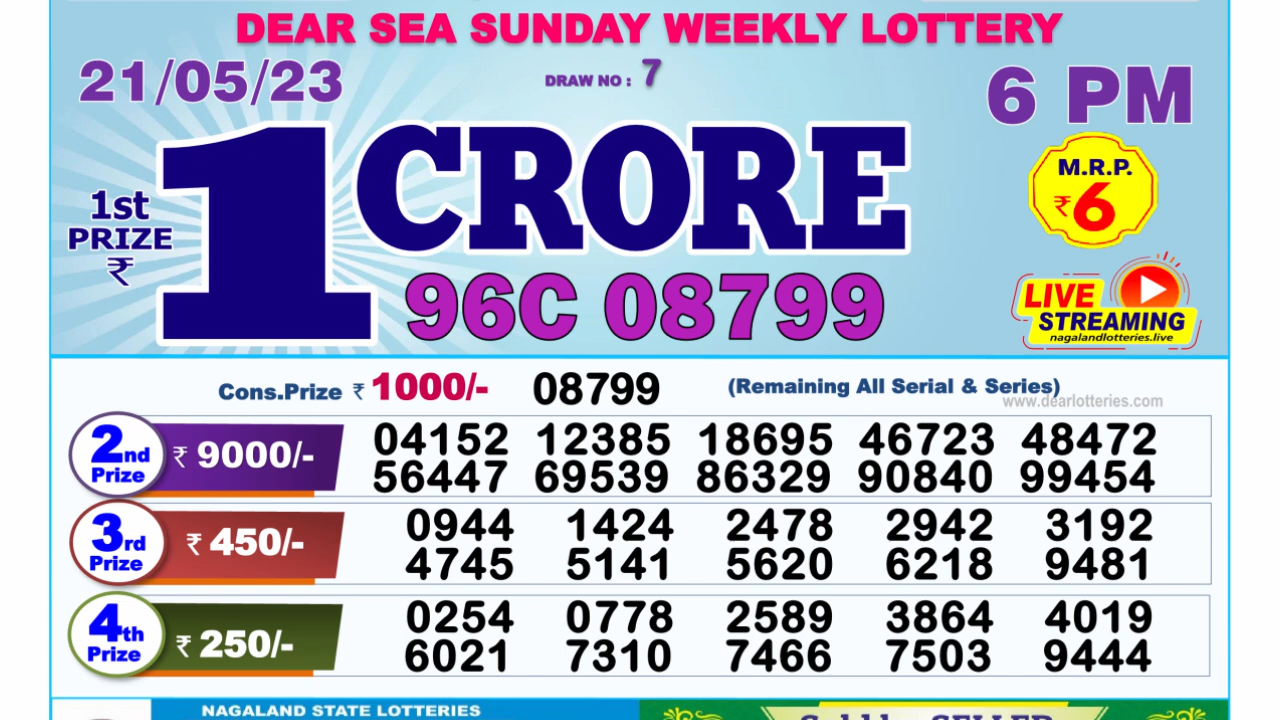 DEAR SEA SUNDAY WEEKLY LOTTERY
21/05/23
DRAW NO : 7
6 PM
1st
PRIZE
₹
1 CRORE
M.R.P.
₹6
96C 08799
LIVE
STREAMING
nagalandlotteries.live
Cons.Prize ₹ 1000/- 08799 (Remaining All Serial & Series)
www.dearlotteries.com
2nd
Prize
₹ 9000/-
04152 12385 18695 46723 48472
56447 69539 86329 90840 99454
3rd
Prize
₹ 450/-
0944 1424 2478 2942 3192
4745 5141 5620 6218 9481
4th
Prize
₹ 250/-
0254 0778 2589 3864 4019
6021 7310 7466 7503 9444
NAGALAND STATE LOTTERIES